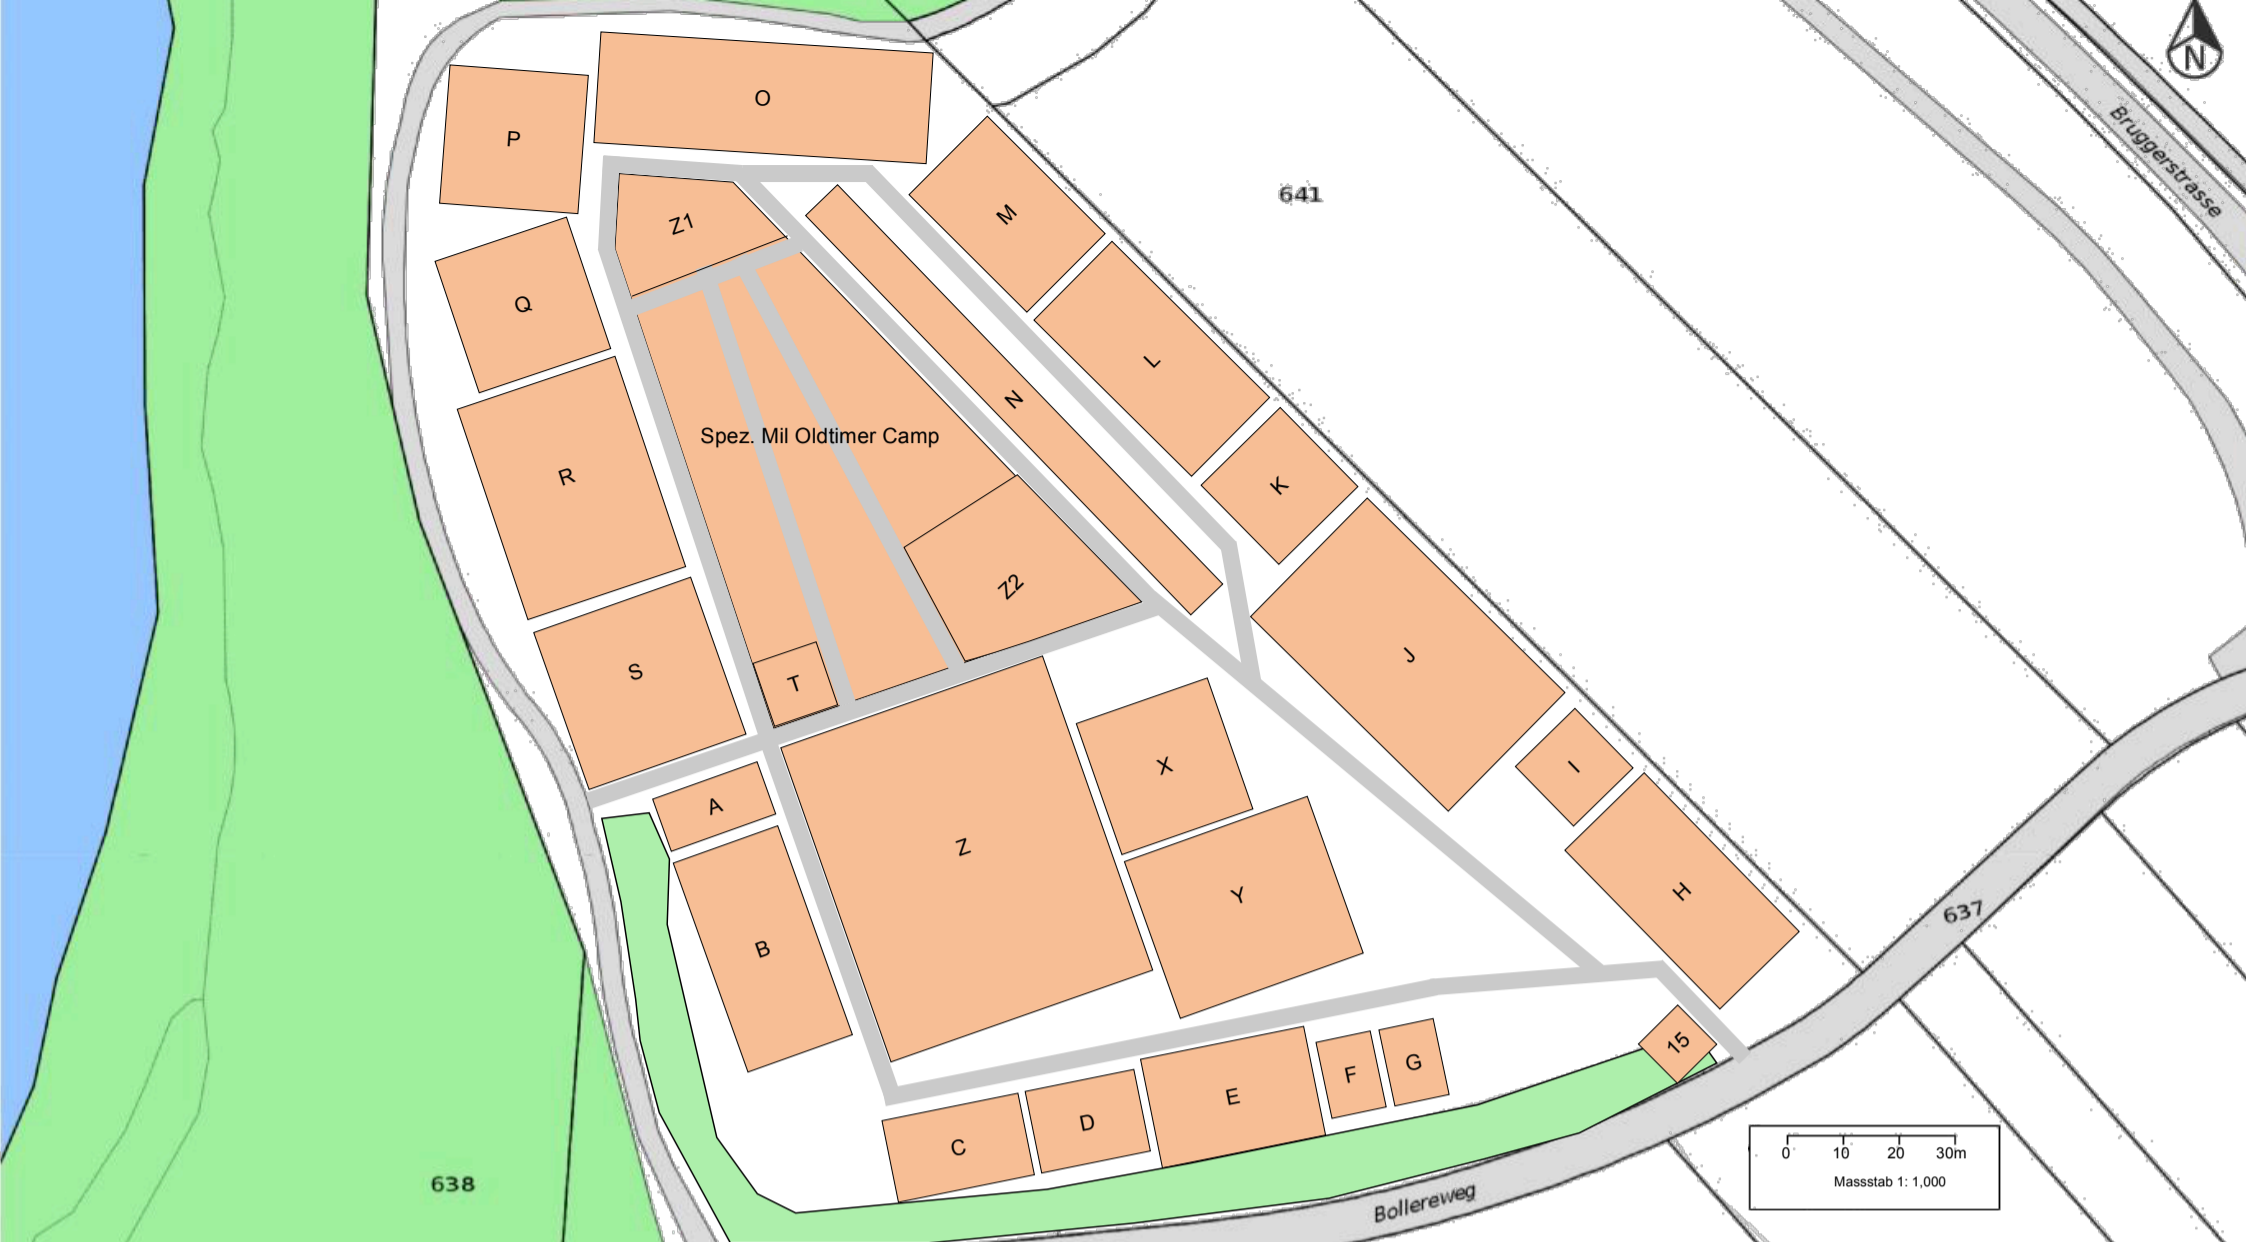 N
Bruggerstrasse
O
P
641
M
Z1
Q
L
N
Spez. Mil Oldtimer Camp
R
K
Z2
J
S
T
X
I
A
Z
H
Y
637
B
15
G
F
E
D
C
0 10 20 30m
Massstab 1: 1,000
638
Bollereweg